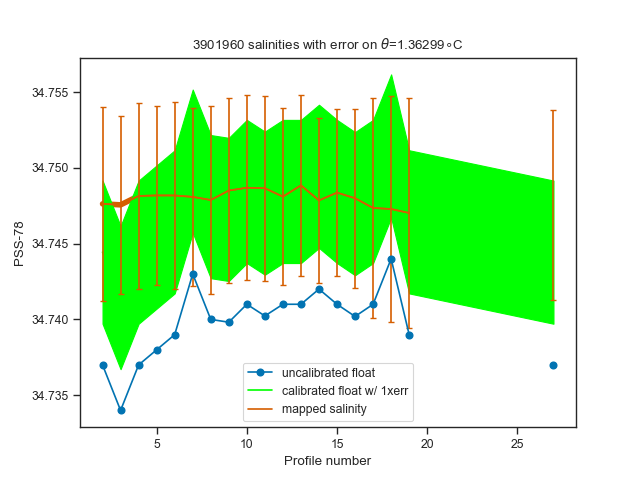 3901960 salinities with error on θ=1.36299∘C
34.755
34.750
34.745
34.740
34.735
PSS-78
uncalibrated float
calibrated float w/ 1xerr
mapped salinity
5
10
15
20
25
Profile number